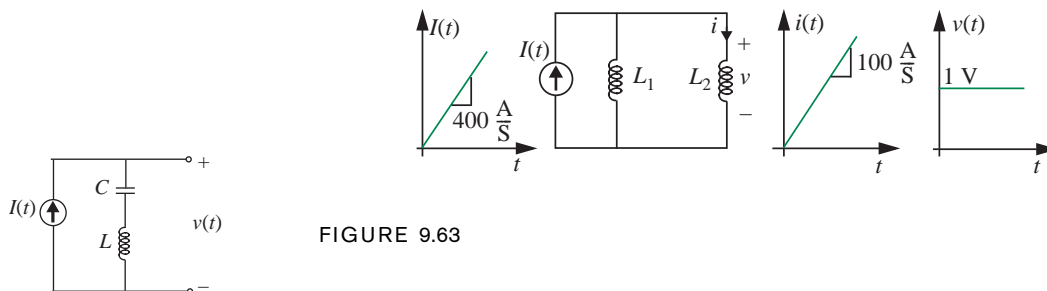 I(t)
400 A/S
t
I(t)
L₁
i
L₂
+
v
−
i(t)
100 A/S
t
v(t)
1 V
t
I(t)
C
L
+
v(t)
−
FIGURE 9.63